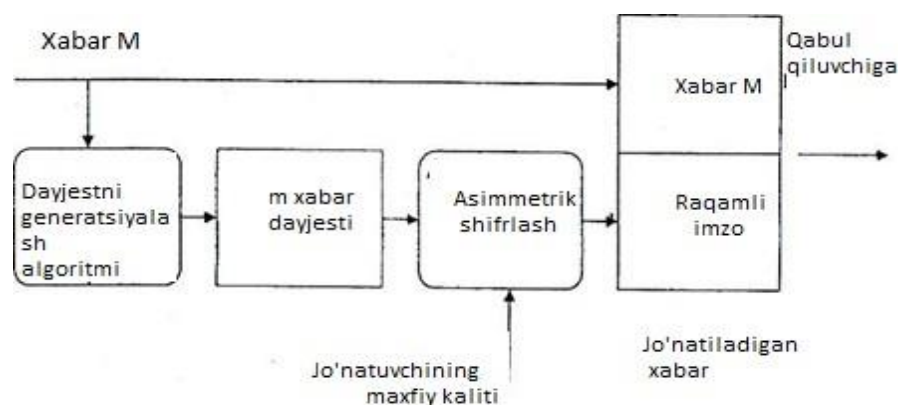 Xabar M
Qabul
qiluvchiga
Xabar M
Dayjestni
generatsiyala
sh
algoritmi
m xabar
dayjesti
Asimmetrik
shifrlash
Raqamli
imzo
Jo'natuvchining
maxfiy kaliti
Jo'natiladigan
xabar